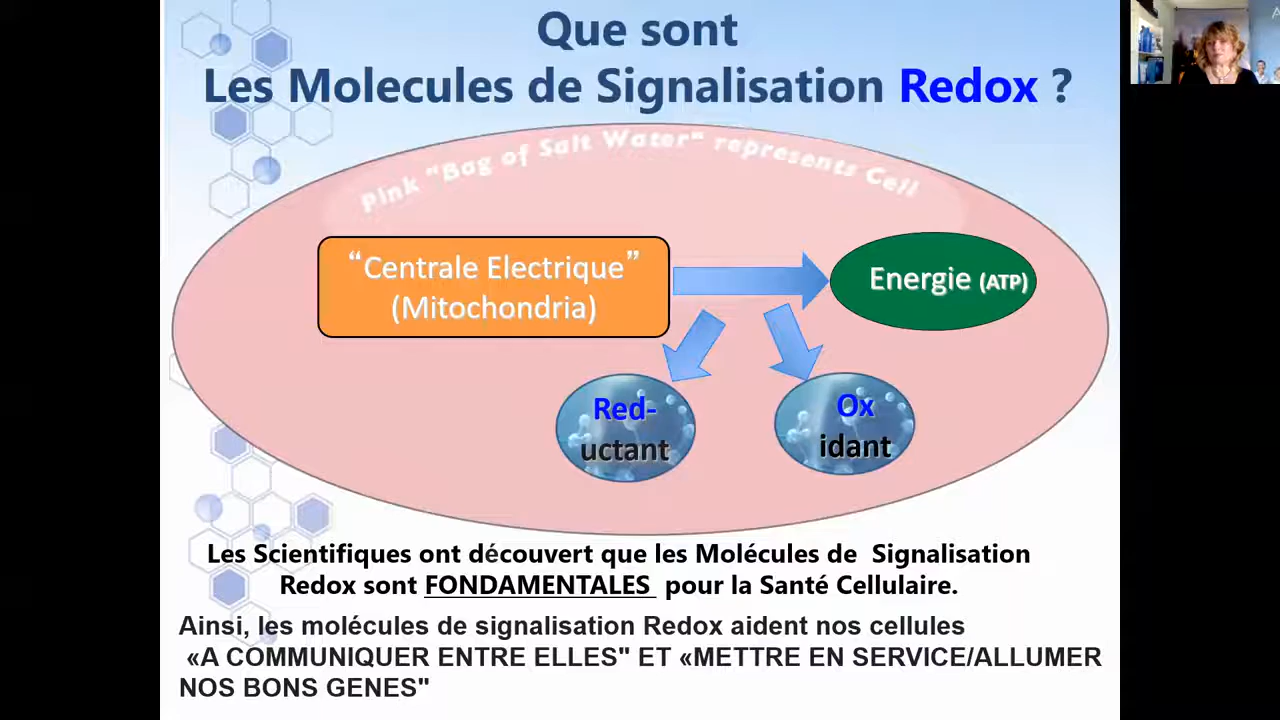 Que sont
Les Molecules de Signalisation Redox ?
Pink "Bag of Salt Water" represents Cell
“Centrale Electrique”
(Mitochondria)
Energie (ATP)
Red-
uctant
Ox
idant
Les Scientifiques ont découvert que les Molécules de Signalisation
Redox sont FONDAMENTALES pour la Santé Cellulaire.
Ainsi, les molécules de signalisation Redox aident nos cellules
«A COMMUNIQUER ENTRE ELLES" ET «METTRE EN SERVICE/ALLUMER
NOS BONS GENES"